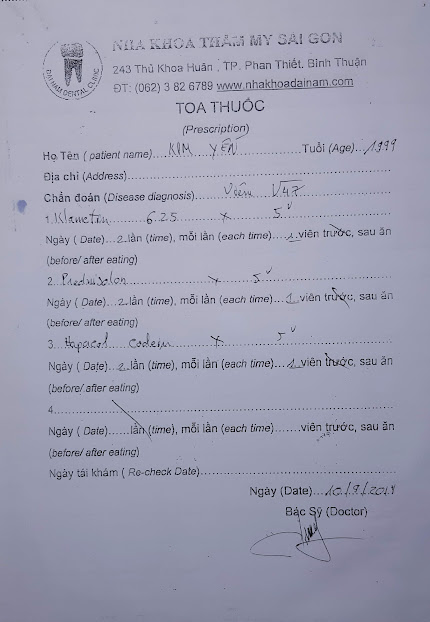 NHA KHOA THẨM MỸ SÀI GÒN
DAI NAM DENTAL CLINIC
243 Thủ Khoa Huân , TP. Phan Thiết, Bình Thuận
ĐT: (062) 3 82 6789 www.nhakhoadainam.com
TOA THUỐC
(Prescription)
Họ Tên ( patient name) KIM YẾN Tuổi (Age) 1999
Địa chỉ (Address)
Chẩn đoán (Disease diagnosis) Viêm V47
1. Klametin 625 x 5v
Ngày ( Date) 2 lần (time), mỗi lần (each time) 1 viên trước, sau ăn
(before/ after eating)
2. Prednisolon x 5v
Ngày ( Date) 2 lần (time), mỗi lần (each time) 1 viên trước, sau ăn
(before/ after eating)
3. Hapacol codein x 5v
Ngày ( Date) 2 lần (time), mỗi lần (each time) 1 viên trước, sau ăn
(before/ after eating)
4
Ngày ( Date) lần (time), mỗi lần (each time) viên trước, sau ăn
(before/ after eating)
Ngày tái khám ( Re-check Date)
Ngày (Date) 10/9/201
Bác Sỹ (Doctor)